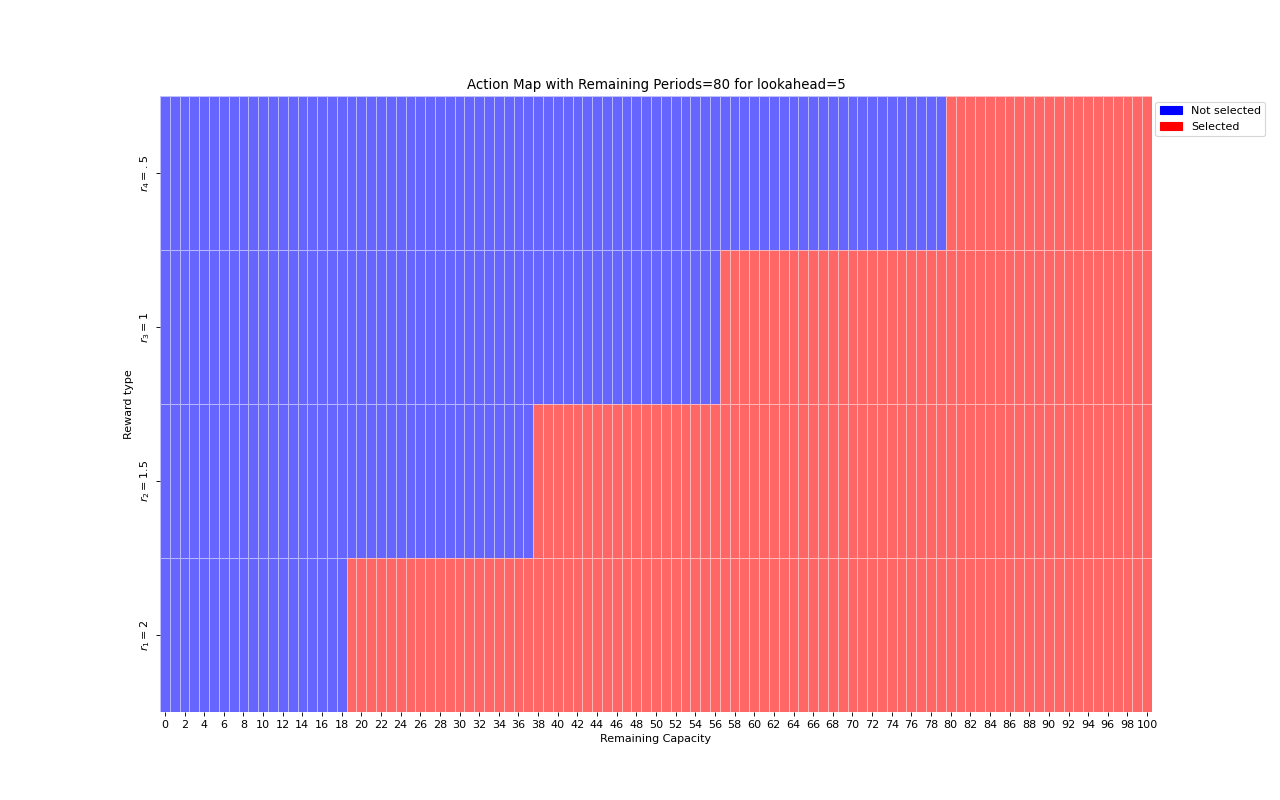 Action Map with Remaining Periods=80 for lookahead=5
Not selected
Selected
Reward type
r₄ = .5
r₃ = 1
r₂ = 1.5
r₁ = 2
0 2 4 6 8 10 12 14 16 18 20 22 24 26 28 30 32 34 36 38 40 42 44 46 48 50 52 54 56 58 60 62 64 66 68 70 72 74 76 78 80 82 84 86 88 90 92 94 96 98 100
Remaining Capacity